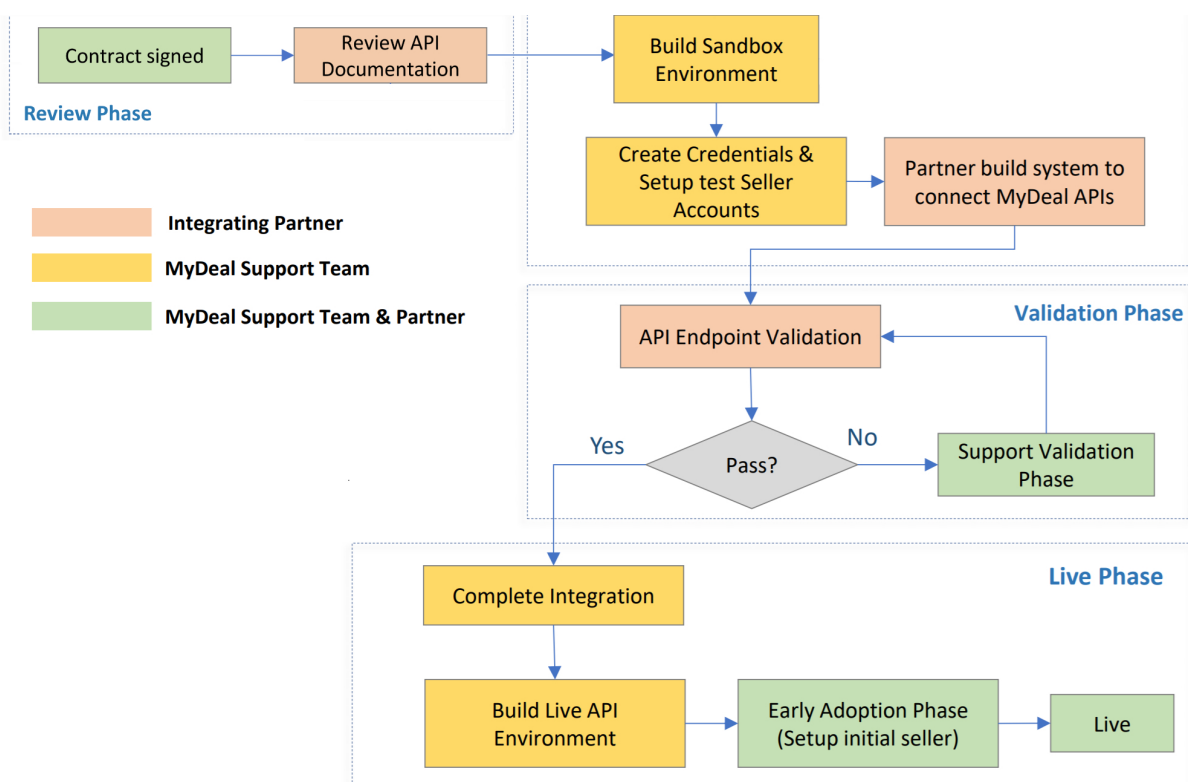 Contract signed
Review API
Documentation
Review Phase
Build Sandbox
Environment
Create Credentials &
Setup test Seller
Accounts
Partner build system to
connect MyDeal APIs
Integrating Partner
MyDeal Support Team
MyDeal Support Team & Partner
Validation Phase
API Endpoint Validation
Pass?
Yes
No
Support Validation
Phase
Live Phase
Complete Integration
Build Live API
Environment
Early Adoption Phase
(Setup initial seller)
Live